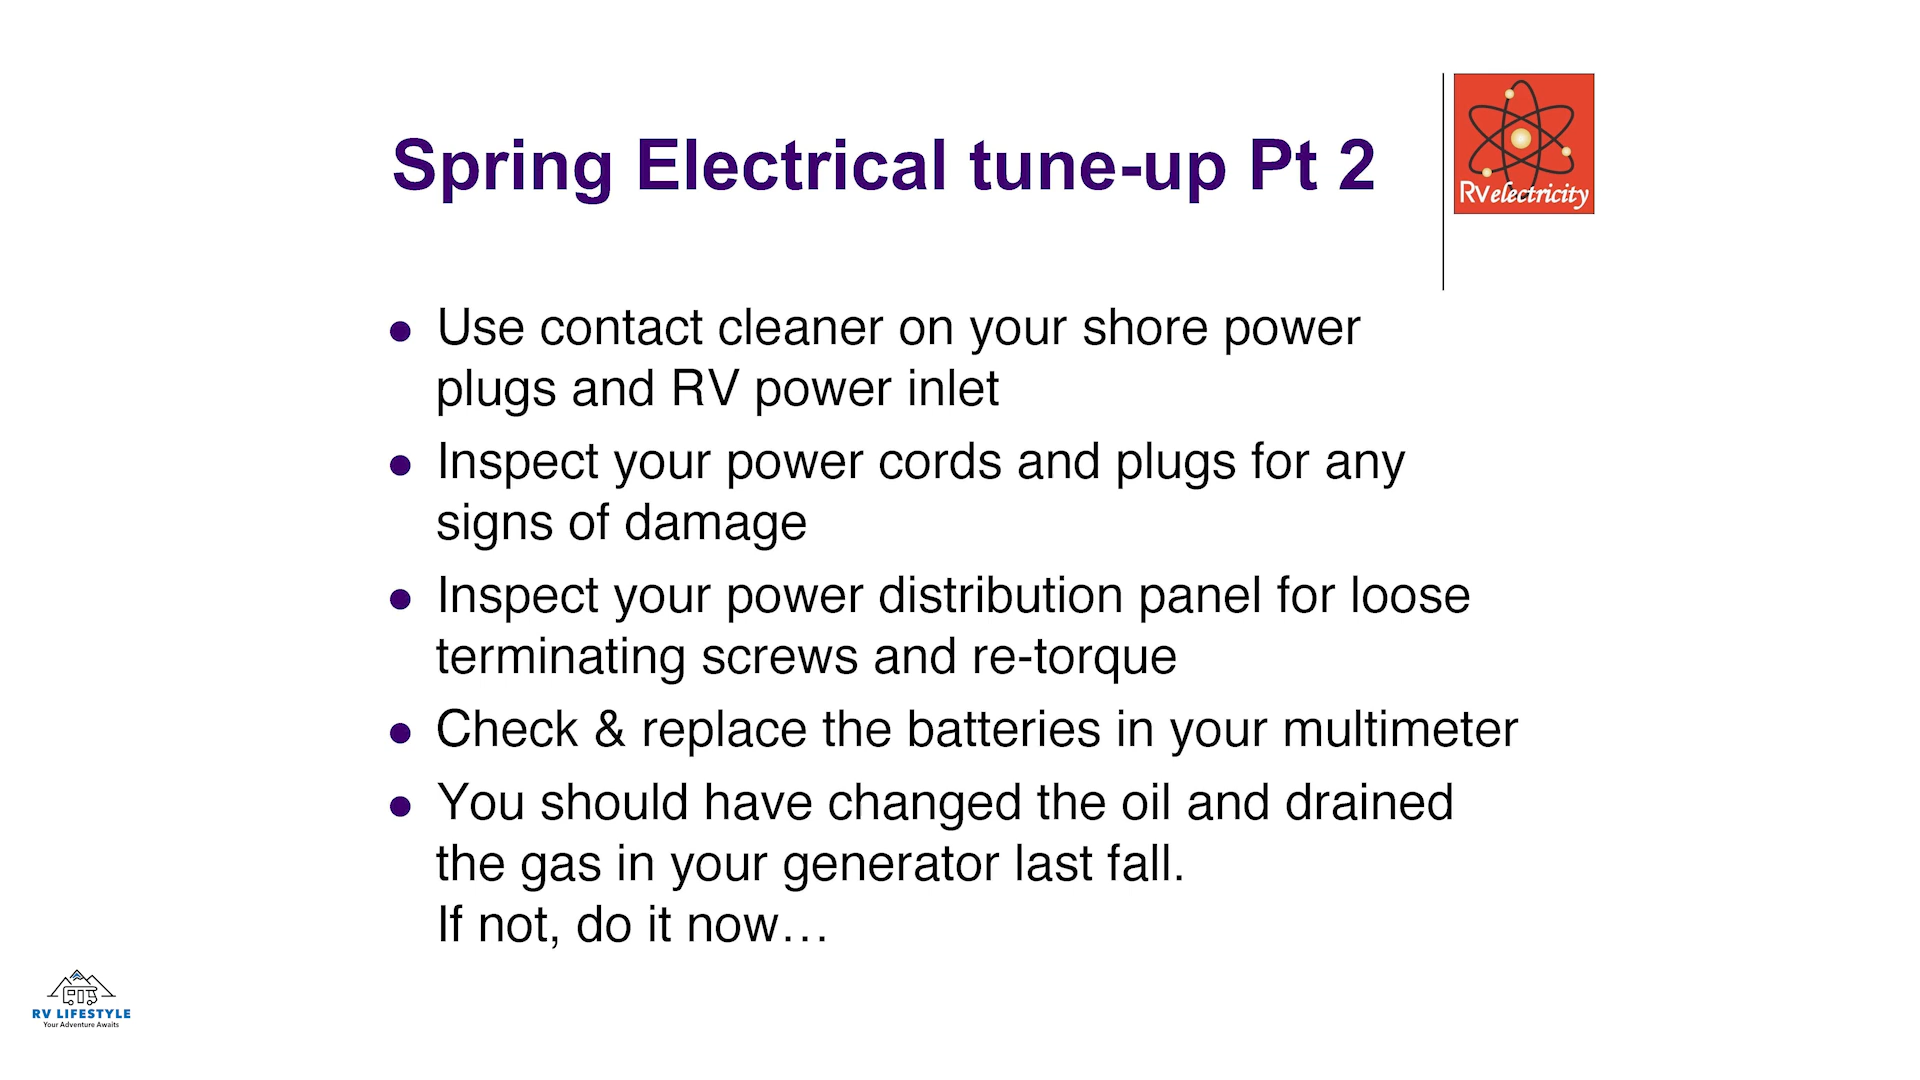 Spring Electrical tune-up Pt 2
RVelectricity
● Use contact cleaner on your shore power
plugs and RV power inlet
● Inspect your power cords and plugs for any
signs of damage
● Inspect your power distribution panel for loose
terminating screws and re-torque
● Check & replace the batteries in your multimeter
● You should have changed the oil and drained
the gas in your generator last fall.
If not, do it now…
RV LIFESTYLE
Your Adventure Awaits